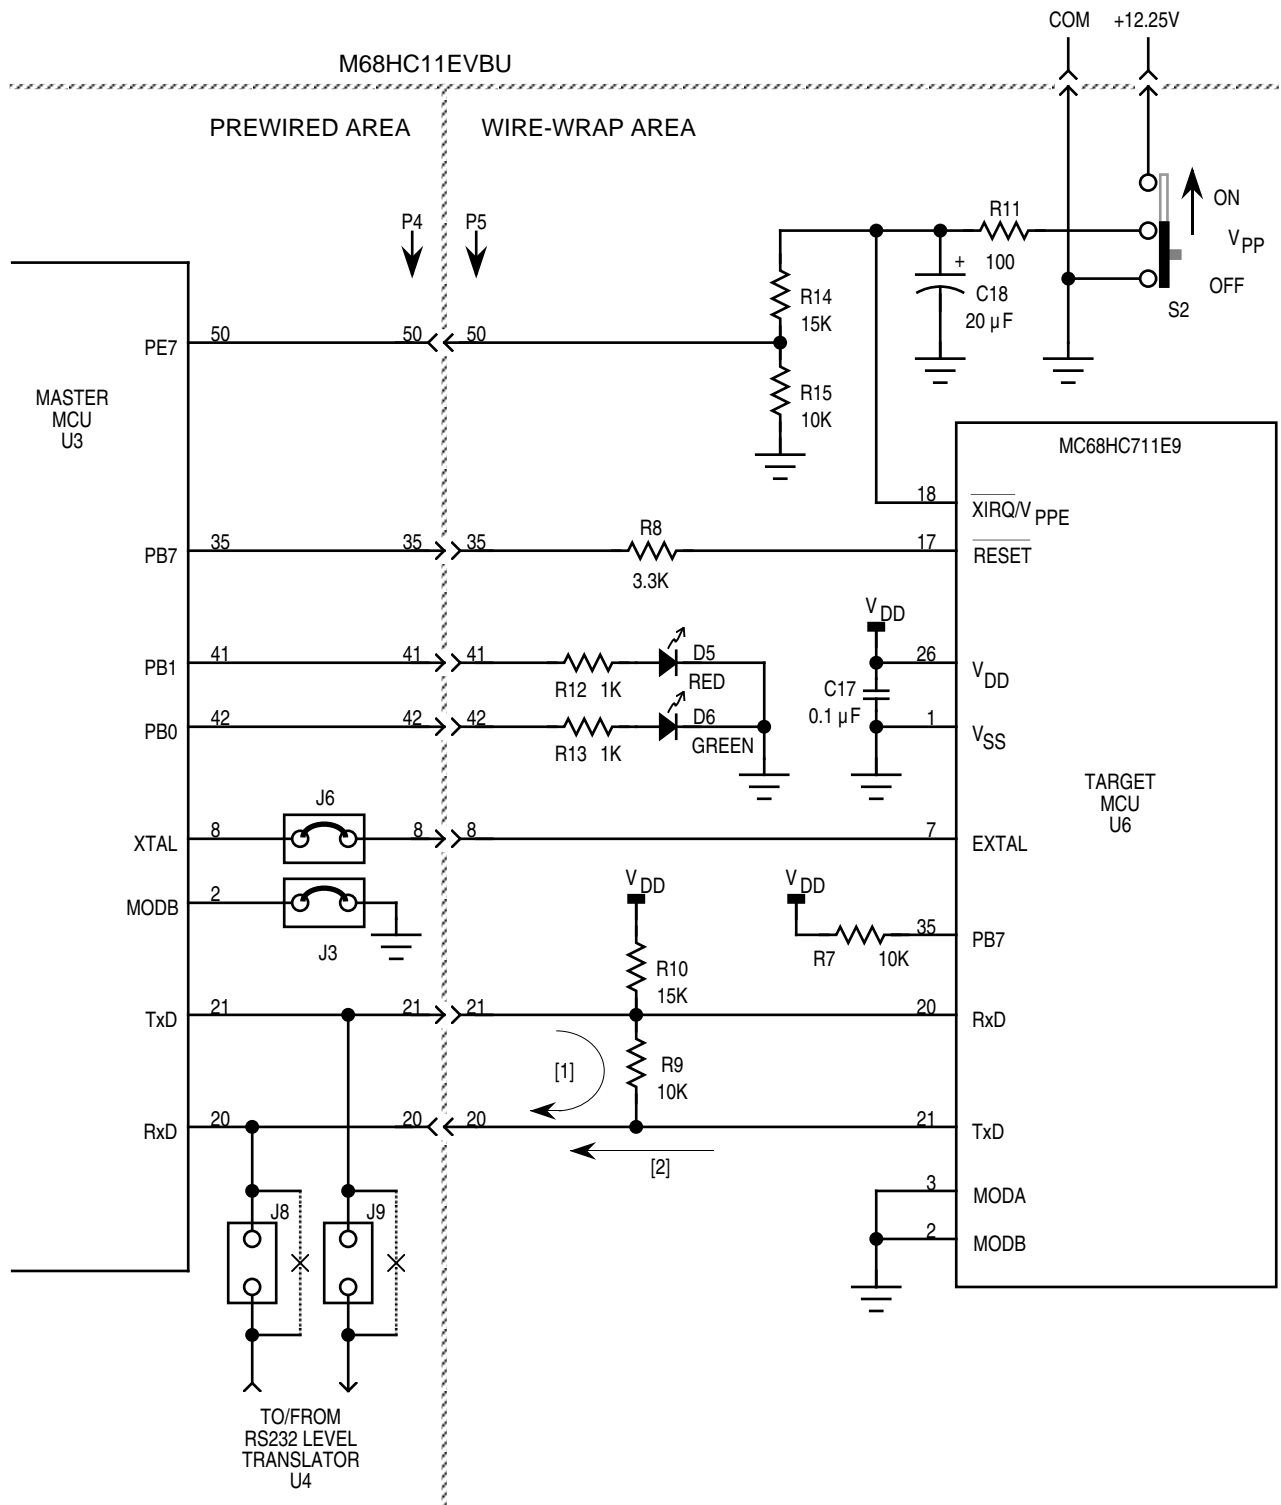 COM +12.25V
M68HC11EVBU
PREWIRED AREA
WIRE-WRAP AREA
P4
P5
ON
V PP
OFF
S2
R11
100
+
C18
20 µF
R14
15K
R15
10K
PE7
50
50
50
MASTER
MCU
U3
MC68HC711E9
18
XIRQ/V PPE
R8
3.3K
PB7
35
35
35
17
RESET
V DD
PB1
41
41
41
R12 1K
D5
RED
26
V DD
C17
0.1 µF
PB0
42
42
42
R13 1K
D6
GREEN
1
V SS
TARGET
MCU
U6
J6
XTAL
8
8
8
7
EXTAL
V DD
V DD
MODB
2
J3
R7 10K
35
PB7
R10
15K
TxD
21
21
21
20
RxD
[1]
R9
10K
RxD
20
20
20
21
TxD
[2]
3
MODA
2
MODB
J8
J9
TO/FROM
RS232 LEVEL
TRANSLATOR
U4